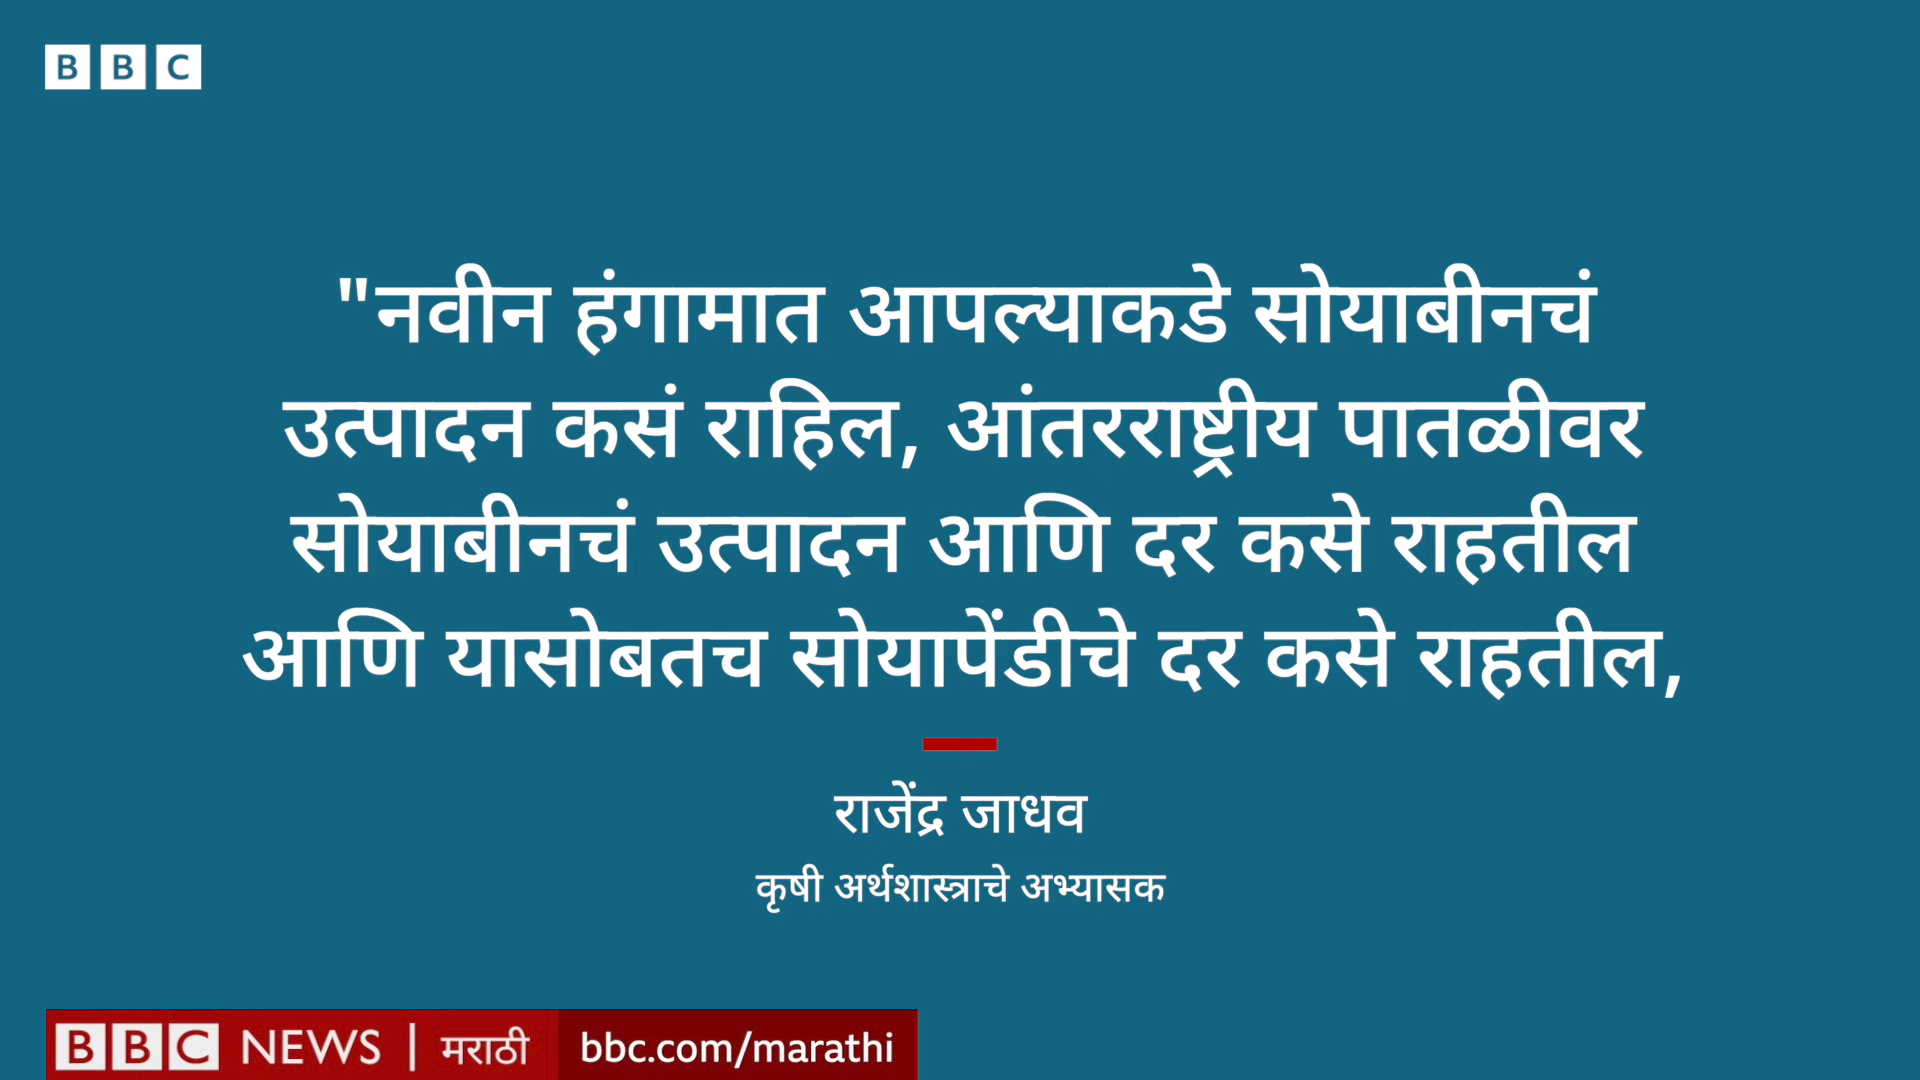 BBC
"नवीन हंगामात आपल्याकडे सोयाबीनचं
उत्पादन कसं राहिल, आंतरराष्ट्रीय पातळीवर
सोयाबीनचं उत्पादन आणि दर कसे राहतील
आणि यासोबतच सोयापेंडीचे दर कसे राहतील,
राजेंद्र जाधव
कृषी अर्थशास्त्राचे अभ्यासक
BBC NEWS | मराठी bbc.com/marathi